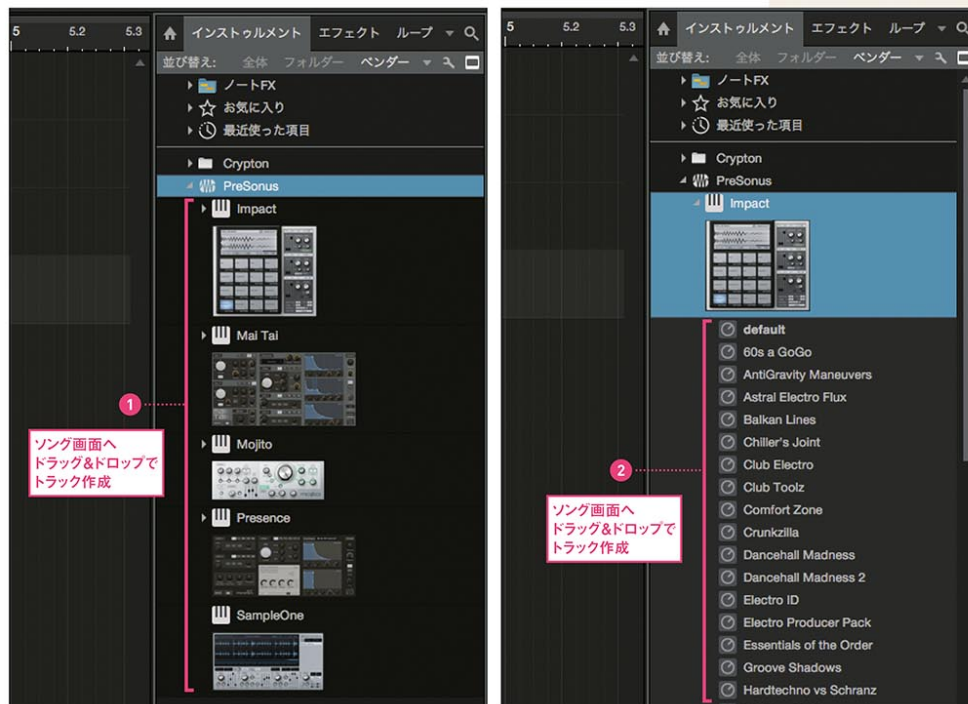 5 5.2 5.3
インストゥルメント エフェクト ループ
並び替え: 全体 フォルダー ベンダー
ノートFX
お気に入り
最近使った項目
Crypton
PreSonus
Impact
Mai Tai
Mojito
Presence
SampleOne
1
ソング画面へ
ドラッグ&ドロップで
トラック作成
5 5.2 5.3
インストゥルメント エフェクト ループ
並び替え: 全体 フォルダー ベンダー
ノートFX
お気に入り
最近使った項目
Crypton
PreSonus
Impact
default
60s a GoGo
AntiGravity Maneuvers
Astral Electro Flux
Balkan Lines
Chiller's Joint
Club Electro
Club Toolz
Comfort Zone
Crunkzilla
Dancehall Madness
Dancehall Madness 2
Electro ID
Electro Producer Pack
Essentials of the Order
Groove Shadows
Hardtechno vs Schranz
2
ソング画面へ
ドラッグ&ドロップで
トラック作成